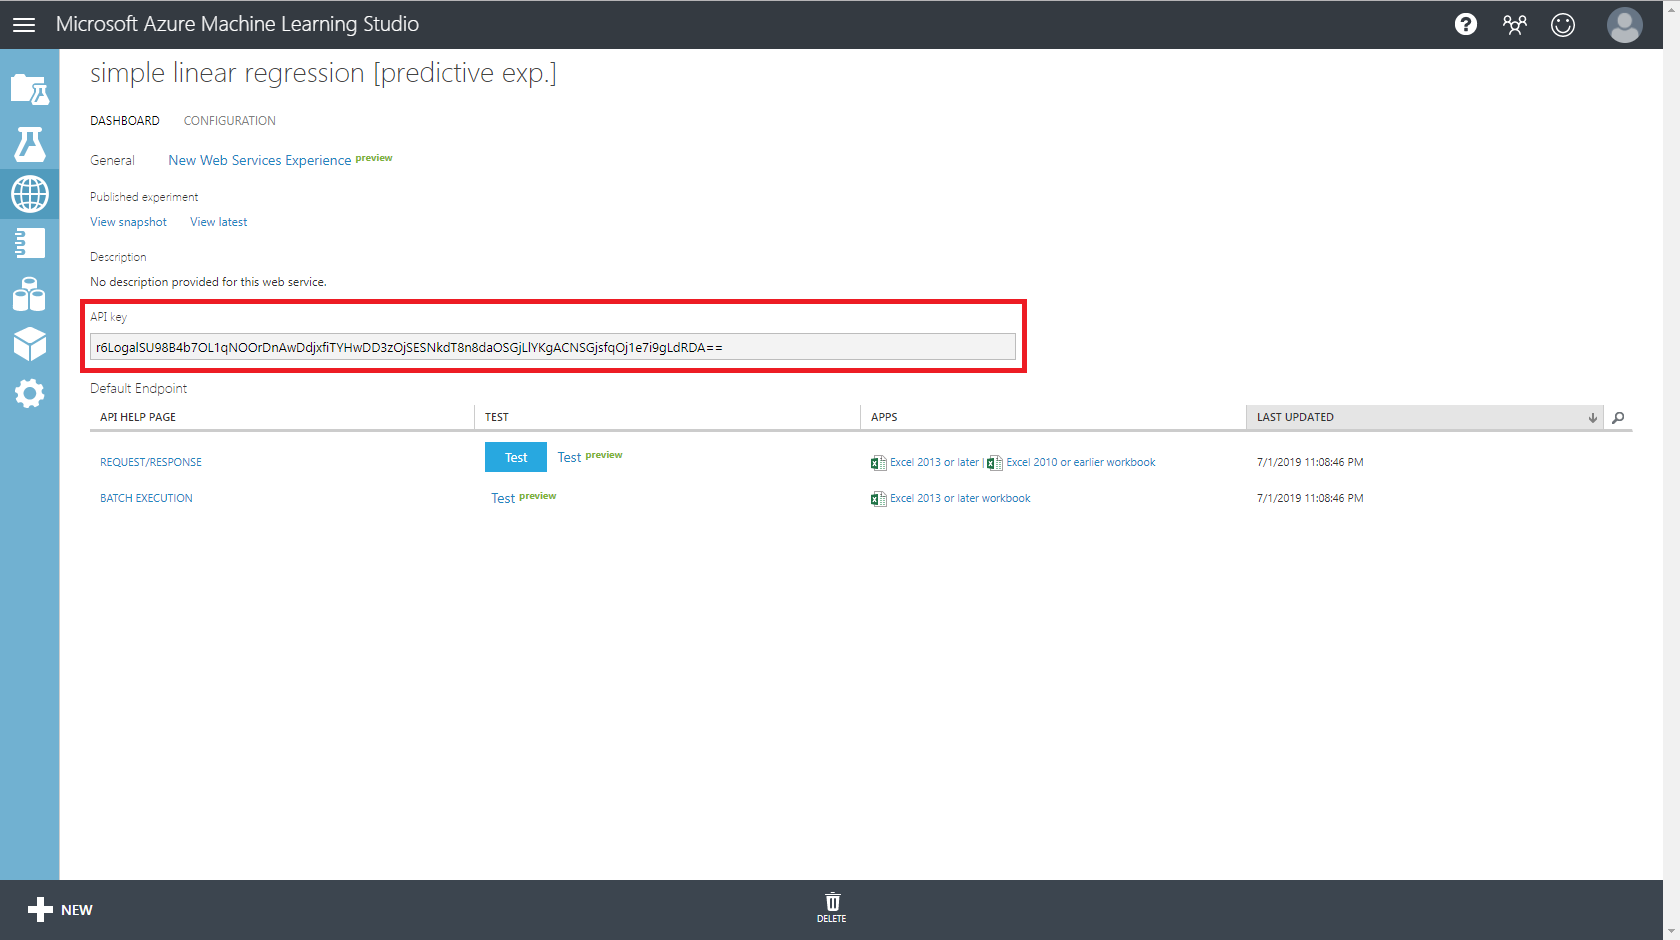 Microsoft Azure Machine Learning Studio
simple linear regression [predictive exp.]
DASHBOARD CONFIGURATION
General New Web Services Experience preview
Published experiment
View snapshot View latest
Description
No description provided for this web service.
API key
r6LogalSU98B4b7OL1qNOOrDnAwDdjxfiTYHwDD3zOjSESNkdT8n8daOSGjLlYKgACNSGjsfqOj1e7i9gLdRDA==
Default Endpoint
API HELP PAGE TEST APPS LAST UPDATED
REQUEST/RESPONSE Test Test preview Excel 2013 or later | Excel 2010 or earlier workbook 7/1/2019 11:08:46 PM
BATCH EXECUTION Test preview Excel 2013 or later workbook 7/1/2019 11:08:46 PM
NEW DELETE